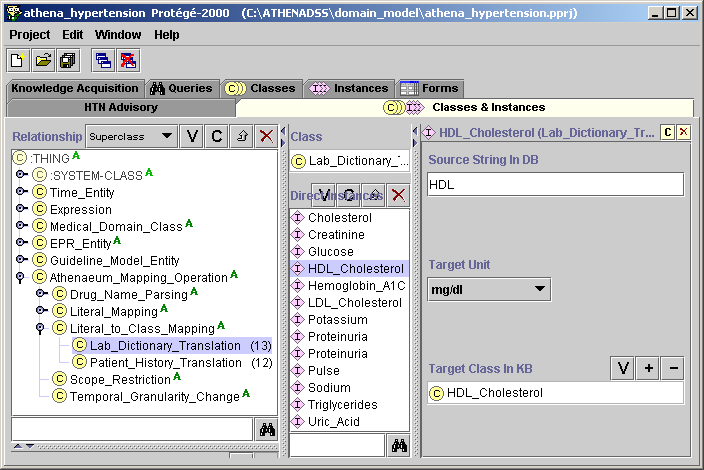 athena_hypertension Protégé-2000 (C:\ATHENADSS\domain_model\athena_hypertension.pprj)
Project Edit Window Help
Knowledge Acquisition Queries C Classes I Instances Forms
HTN Advisory C I Classes & Instances
Relationship Superclass V C
C :THING A
C :SYSTEM-CLASS A
C Time_Entity
C Expression
C Medical_Domain_Class A
C EPR_Entity A
C Guideline_Model_Entity
C Athenaeum_Mapping_Operation A
C Drug_Name_Parsing A
C Literal_Mapping A
C Literal_to_Class_Mapping A
C Lab_Dictionary_Translation (13)
C Patient_History_Translation (12)
C Scope_Restriction A
C Temporal_Granularity_Change A
Class
C Lab_Dictionary_'...
Direct Instances V C
I Cholesterol
I Creatinine
I Glucose
I HDL_Cholesterol
I Hemoglobin_A1C
I LDL_Cholesterol
I Potassium
I Proteinuria
I Proteinuria
I Pulse
I Sodium
I Triglycerides
I Uric_Acid
I HDL_Cholesterol (Lab_Dictionary_Tr... C
Source String In DB
HDL
Target Unit
mg/dl
Target Class In KB V + −
C HDL_Cholesterol